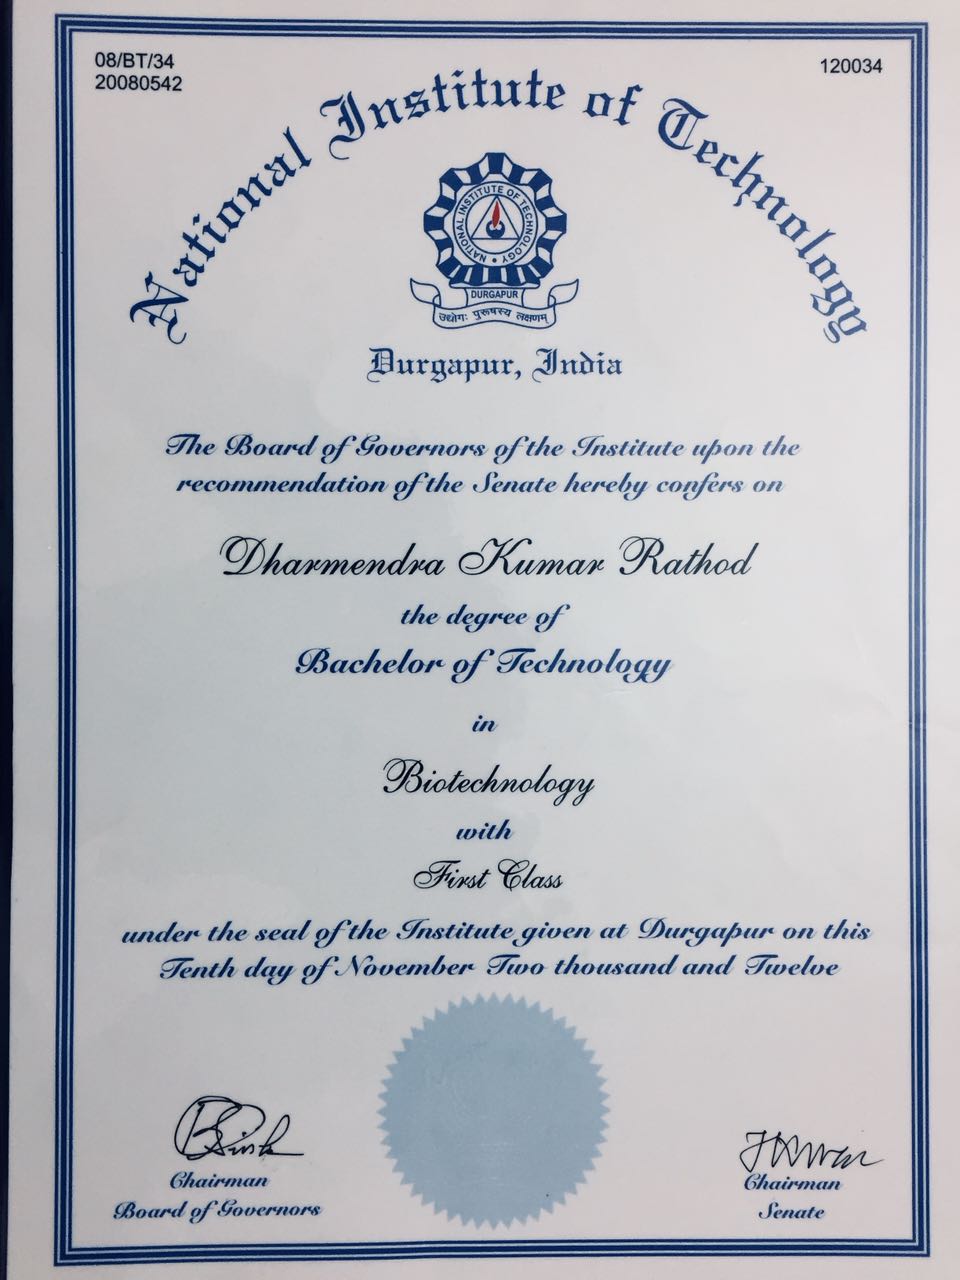 08/BT/34
20080542
120034
National Institute of Technology
NATIONAL INSTITUTE OF TECHNOLOGY
DURGAPUR
उद्योगः पुरूषस्य लक्षणम्
Durgapur, India
The Board of Governors of the Institute upon the
recommendation of the Senate hereby confers on
Dharmendra Kumar Rathod
the degree of
Bachelor of Technology
in
Biotechnology
with
First Class
under the seal of the Institute given at Durgapur on this
Tenth day of November Two thousand and Twelve
Chairman
Board of Governors
Chairman
Senate